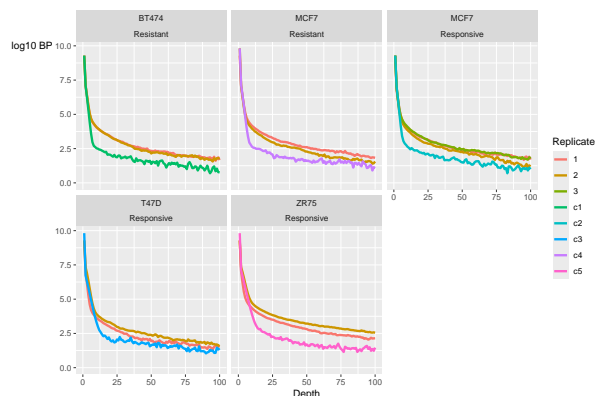 BT474
MCF7
MCF7
Resistant
Resistant
Responsive
log10 BP
10.0
7.5
5.0
2.5
0.0
0
25
50
75
100
T47D
ZR75
Responsive
Responsive
10.0
7.5
5.0
2.5
0.0
0
25
50
75
100
0
25
50
75
100
Depth
Replicate
1
2
3
c1
c2
c3
c4
c5